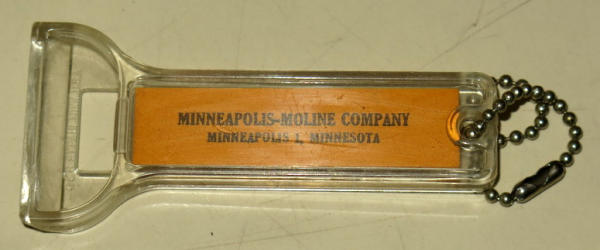 MINNEAPOLIS-MOLINE COMPANY
MINNEAPOLIS 1, MINNESOTA